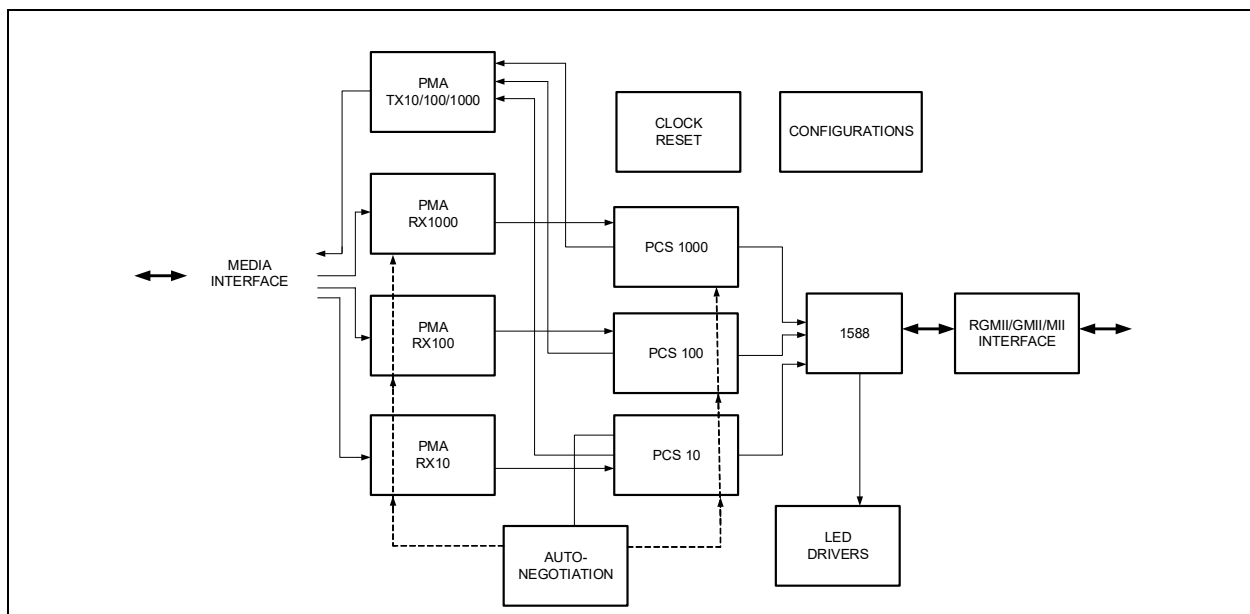 PMA
TX10/100/1000
CLOCK
RESET
CONFIGURATIONS
PMA
RX1000
PCS 1000
MEDIA
INTERFACE
PMA
RX100
PCS 100
1588
RGMII/GMII/MII
INTERFACE
PMA
RX10
PCS 10
AUTO-
NEGOTIATION
LED
DRIVERS